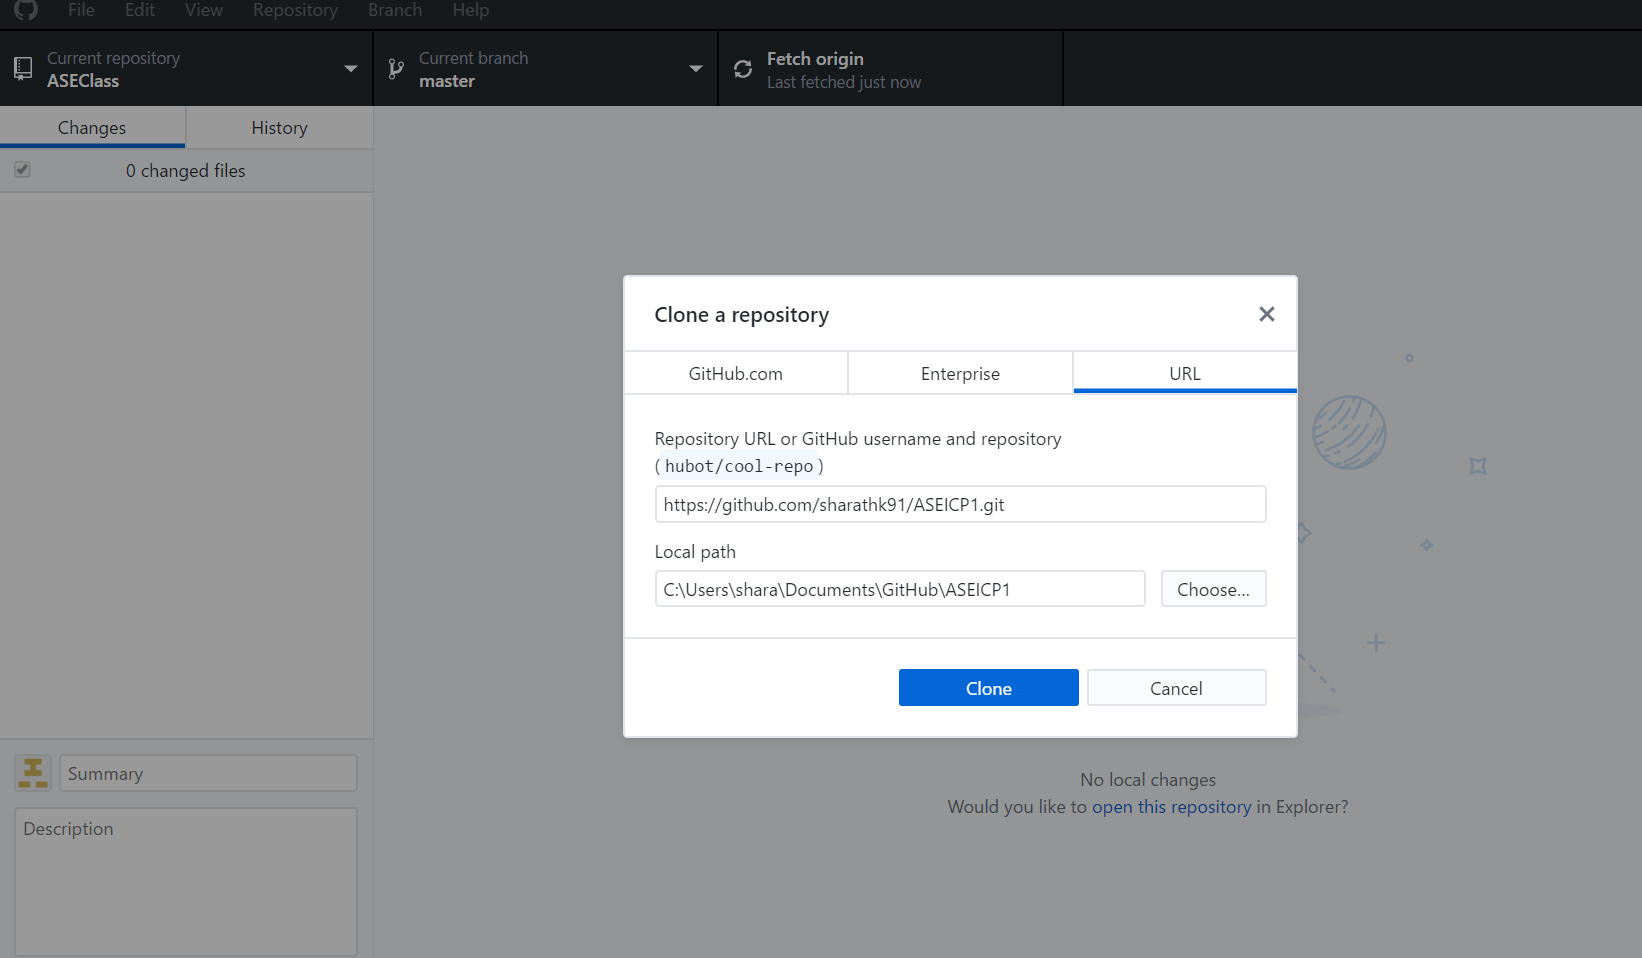 File Edit View Repository Branch Help
Current repository
ASEClass
Current branch
master
Fetch origin
Last fetched just now
Changes History
0 changed files
Clone a repository
GitHub.com Enterprise URL
Repository URL or GitHub username and repository
(hubot/cool-repo)
https://github.com/sharathk91/ASEICP1.git
Local path
C:\Users\shara\Documents\GitHub\ASEICP1 Choose...
Clone Cancel
Summary
Description
No local changes
Would you like to open this repository in Explorer?